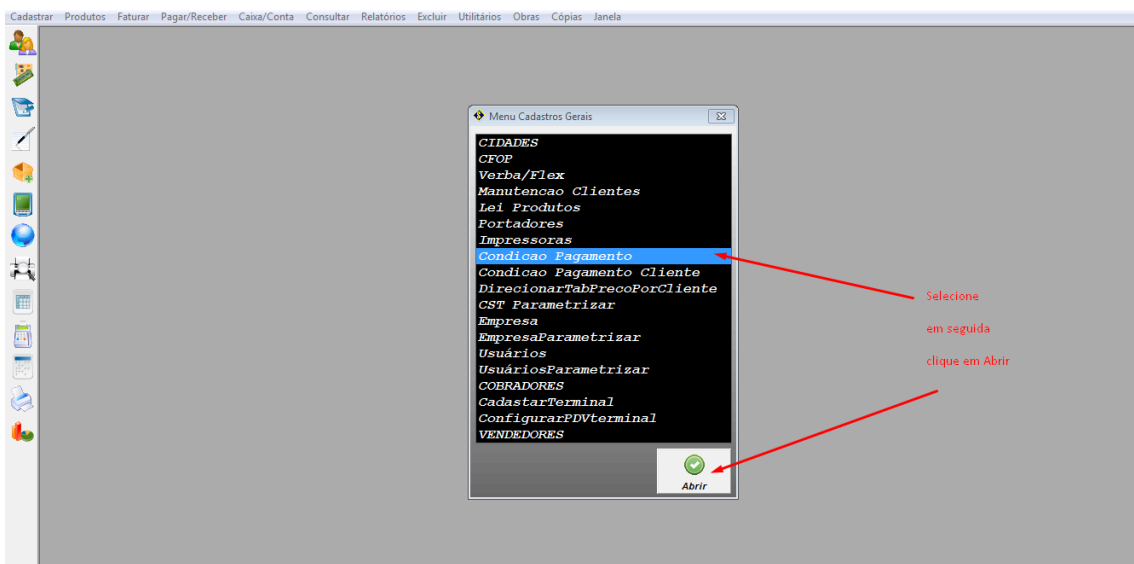 Cadastrar Produtos Faturar Pagar/Receber Caixa/Conta Consultar Relatórios Excluir Utilitários Obras Cópias Janela
Menu Cadastros Gerais
CIDADES
CFOP
Verba/Flex
Manutencao Clientes
Lei Produtos
Portadores
Impressoras
Condicao Pagamento
Condicao Pagamento Cliente
DirecionarTabPrecoPorCliente
CST Parametrizar
Empresa
EmpresaParametrizar
Usuários
UsuáriosParametrizar
COBRADORES
CadastarTerminal
ConfigurarPDVterminal
VENDEDORES
Abrir
Selecione
em seguida
clique em Abrir